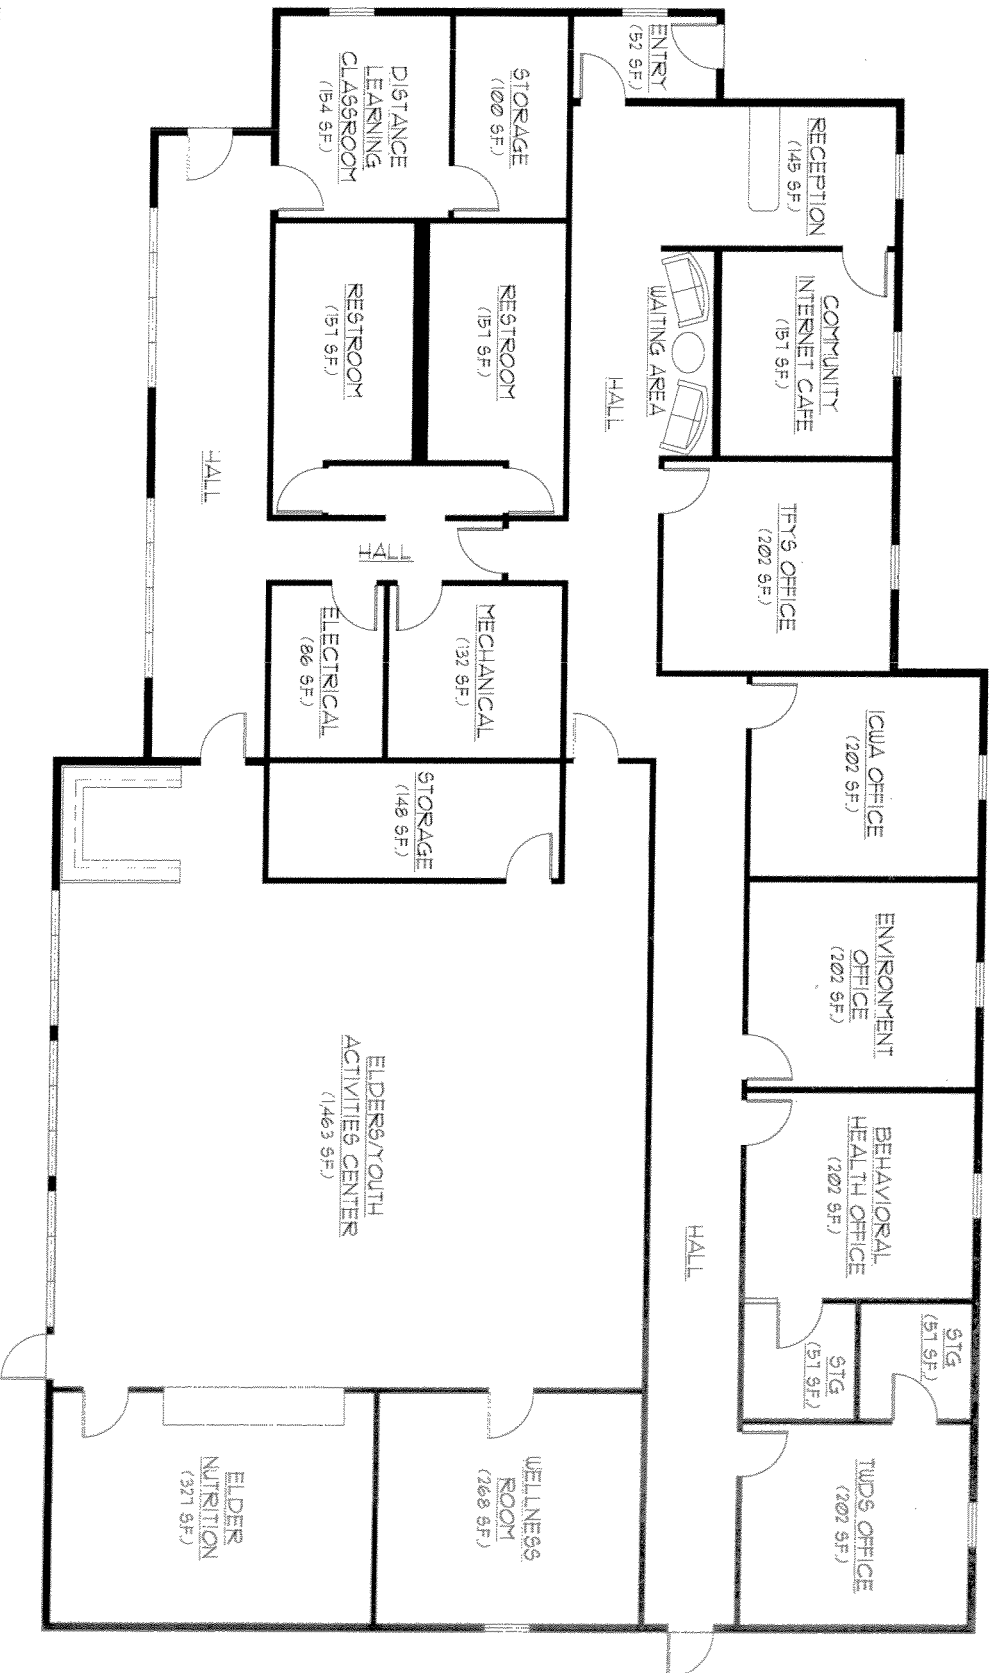 ENTRY
(52 S.F.)
RECEPTION
(145 S.F.)
COMMUNITY
INTERNET CAFE
(157 S.F.)
WAITING AREA
HALL
TFYS OFFICE
(202 S.F.)
ICWA OFFICE
(202 S.F.)
ENVIRONMENT
OFFICE
(202 S.F.)
BEHAVIORAL
HEALTH OFFICE
(202 S.F.)
STG
(57 S.F.)
STG
(57 S.F.)
TWDS OFFICE
(202 S.F.)
HALL
STORAGE
(100 S.F.)
DISTANCE
LEARNING
CLASSROOM
(154 S.F.)
RESTROOM
(157 S.F.)
RESTROOM
(157 S.F.)
HALL
MECHANICAL
(132 S.F.)
ELECTRICAL
(86 S.F.)
STORAGE
(148 S.F.)
HALL
ELDERS/YOUTH
ACTIVITIES CENTER
(1,463 S.F.)
WELLNESS
ROOM
(268 S.F.)
ELDER
NUTRITION
(327 S.F.)